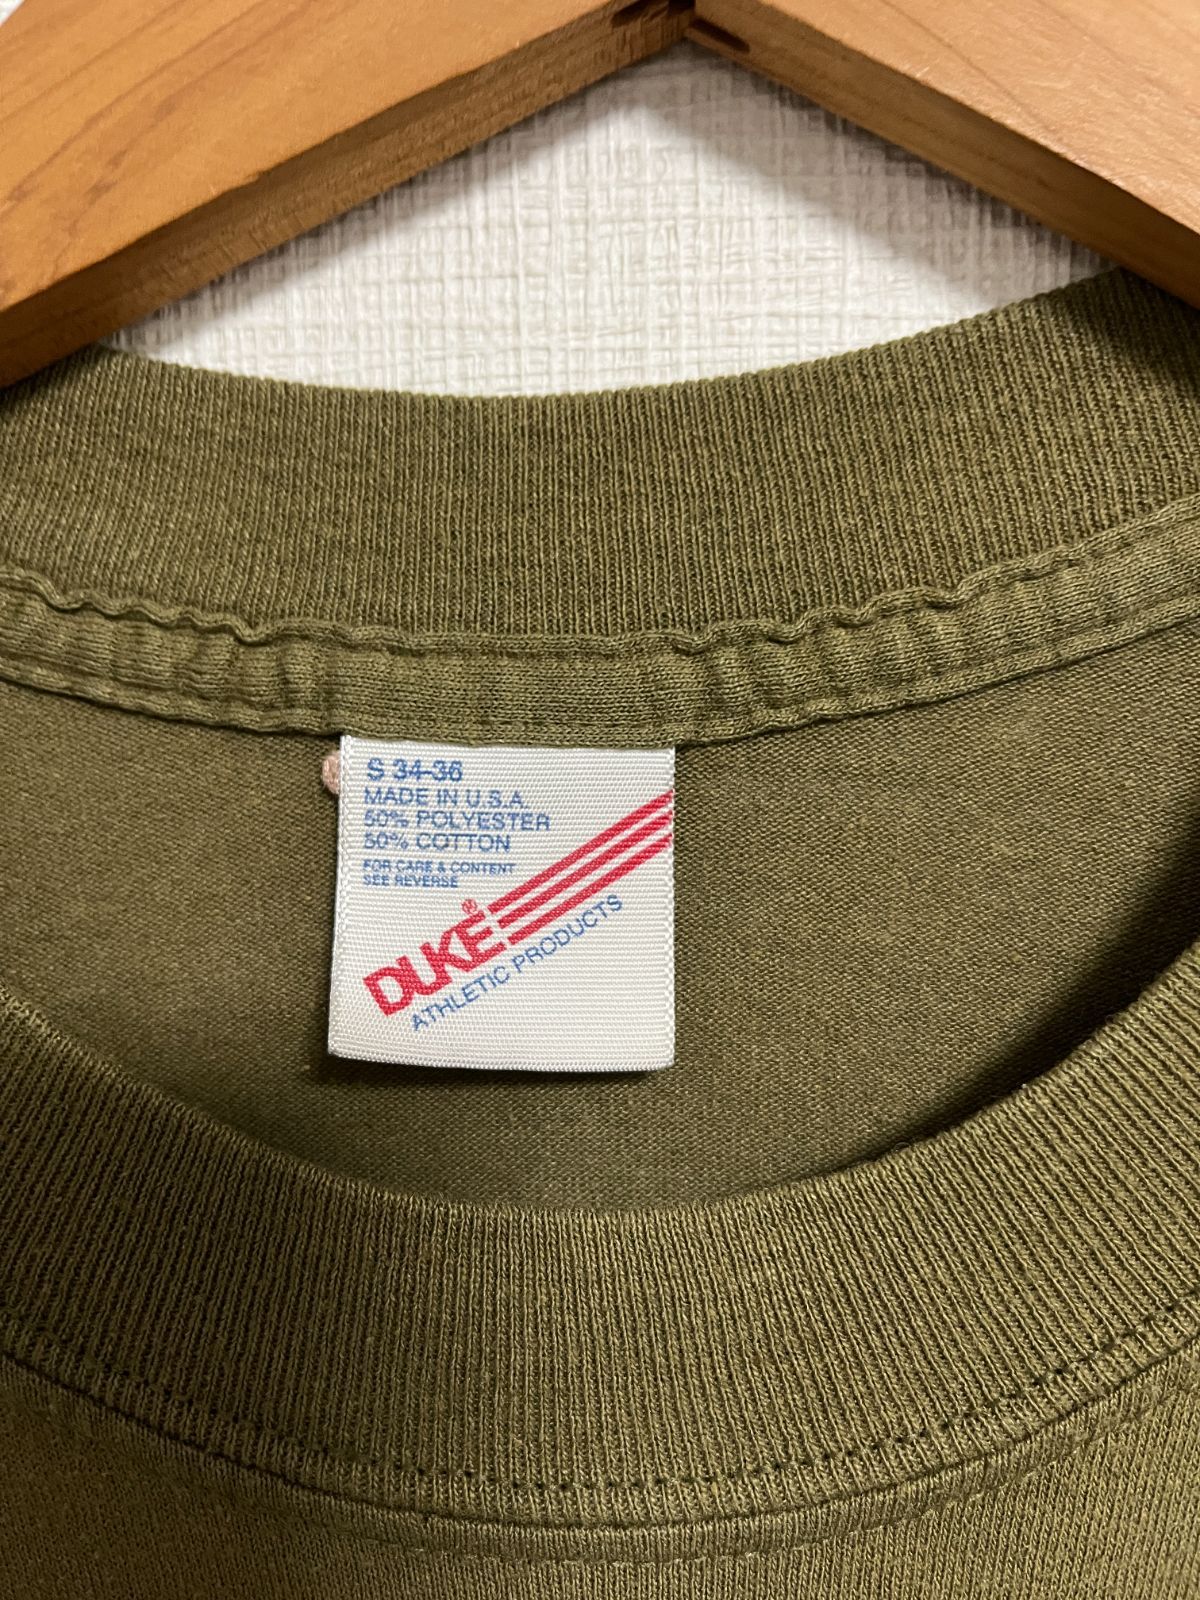 S 34-36
MADE IN U.S.A.
50% POLYESTER
50% COTTON
FOR CARE & CONTENT
SEE REVERSE
DUKE®
ATHLETIC PRODUCTS